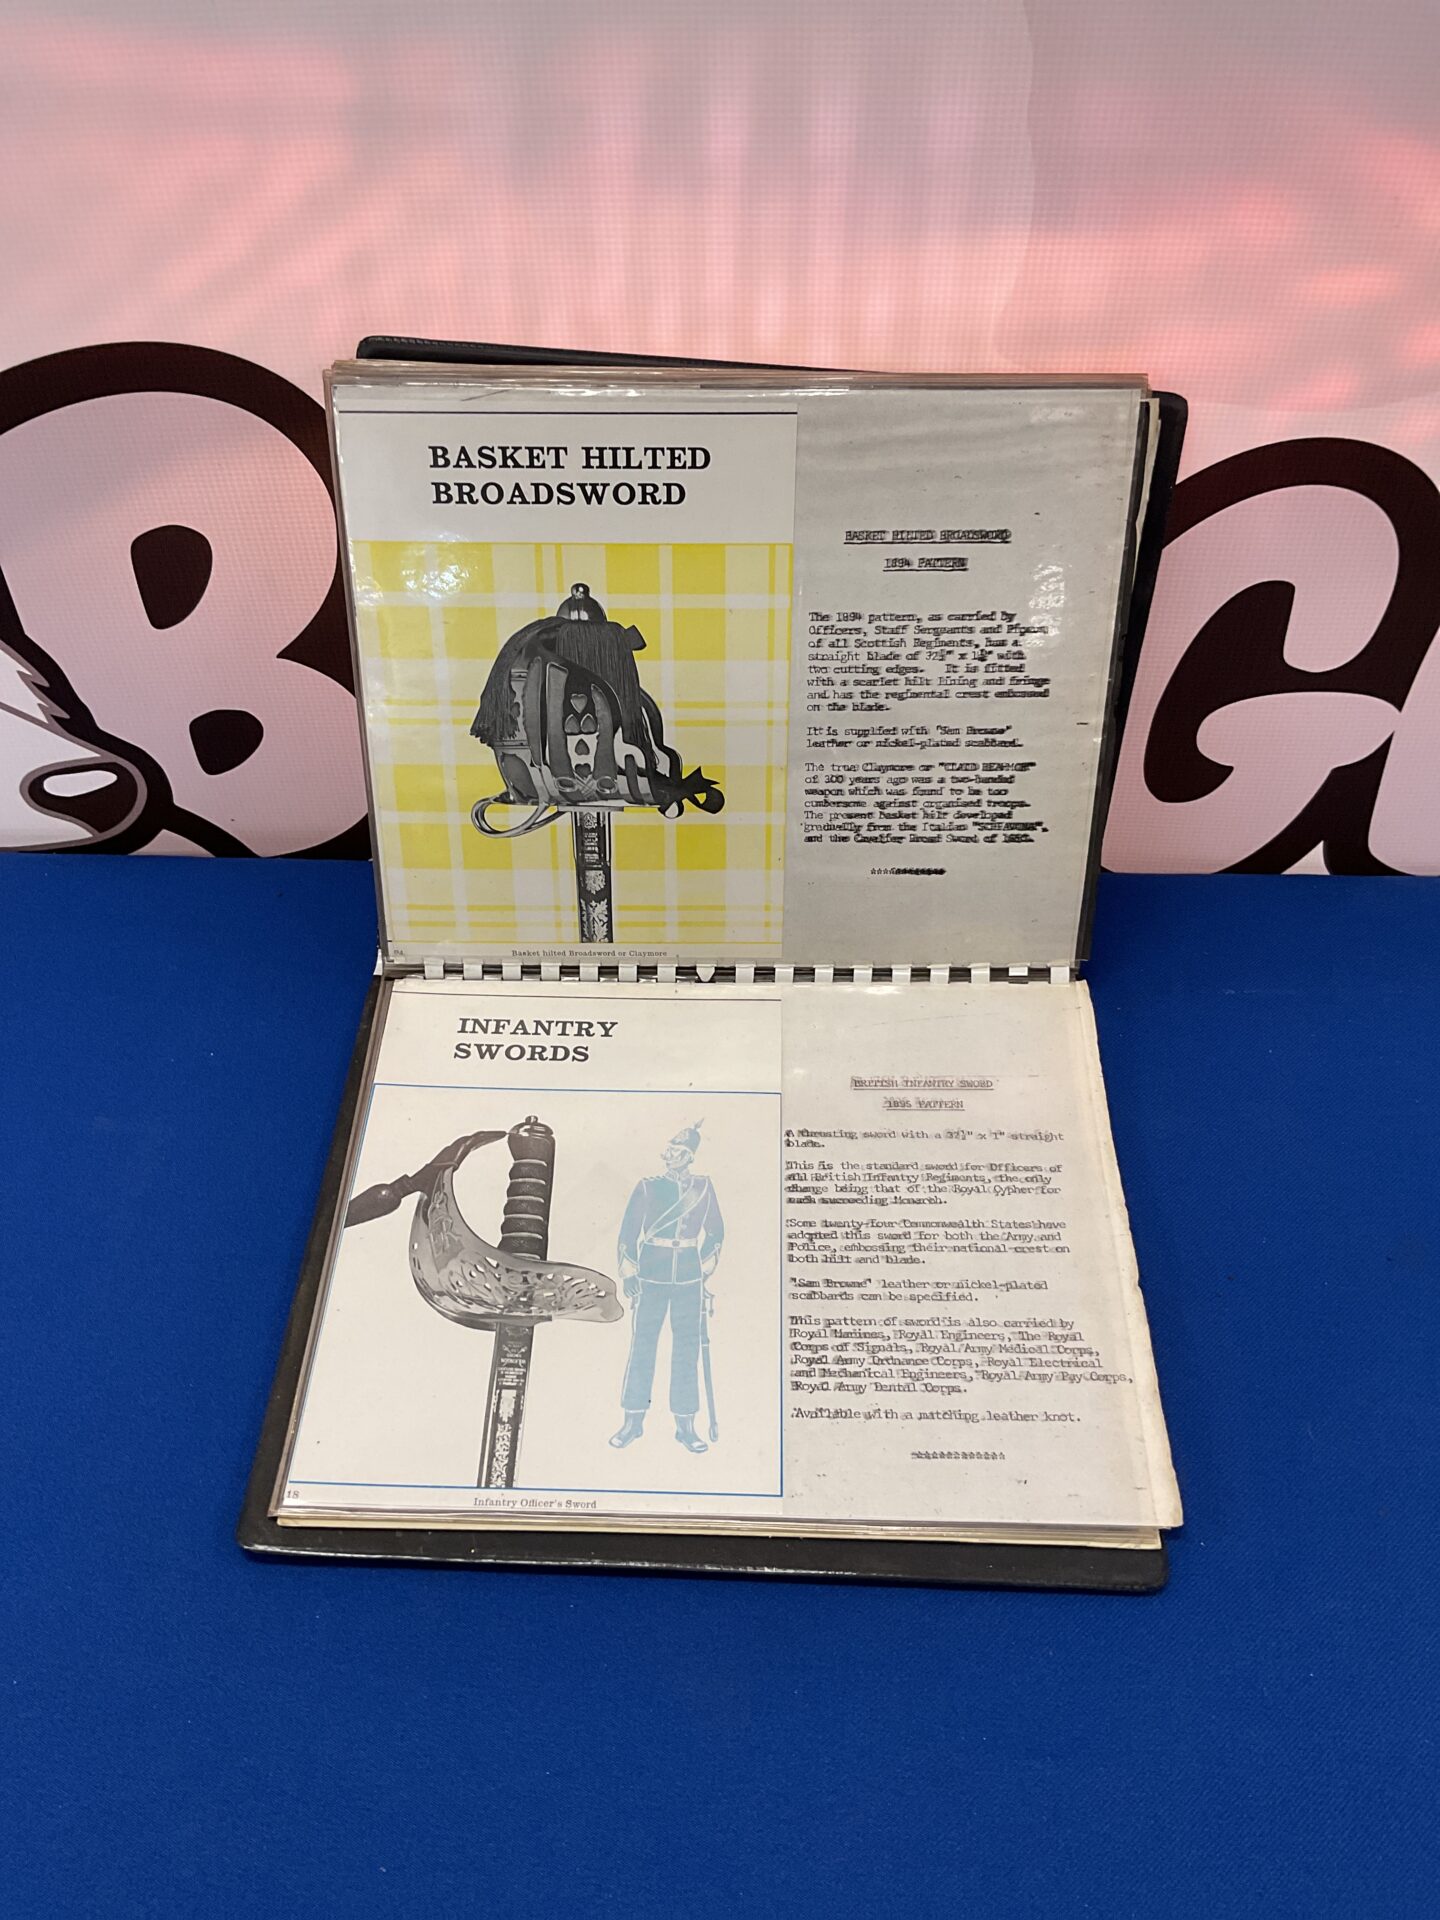 B
G
BASKET HILTED
BROADSWORD
Basket hilted Broadsword or Claymore
BASKET HILTED BROADSWORD
1894 PATTERN
The 1894 pattern, as carried by
Officers, Staff Sergeants and Pipers
of all Scottish Regiments, has a
straight blade of 32½" x 1⅛" with
two cutting edges. It is fitted
with a scarlet hilt lining and fringe
and has the regimental crest embossed
on the blade.
It is supplied with "Sam Browne"
leather or nickel-plated scabbard.
The true Claymore or
of 300 years ago was a two-handed
weapon which was found to be too
cumbersome against organised troops.
The present basket hilt developed
gradually from the Italian "SCHIAVONA",
and the Cavalier Broad Sword of
************
INFANTRY
SWORDS
18
Infantry Officer's Sword
BRITISH INFANTRY SWORD
1895 PATTERN
A thrusting sword with a 32½" x 1" straight
blade.
This is the standard sword for Officers of
all British Infantry Regiments, the only
change being that of the Royal Cypher for
each succeeding Monarch.
Some twenty-four Commonwealth States have
adopted this sword for both the Army and
Police, embossing their national crest on
both hilt and blade.
"Sam Browne" leather or nickel-plated
scabbards can be specified.
This pattern of sword is also carried by
Royal Marines, Royal Engineers, The Royal
Corps of Signals, Royal Army Medical Corps,
Royal Army Ordnance Corps, Royal Electrical
and Mechanical Engineers, Royal Army Pay Corps,
Royal Army Dental Corps.
Available with a matching leather knot.
*************